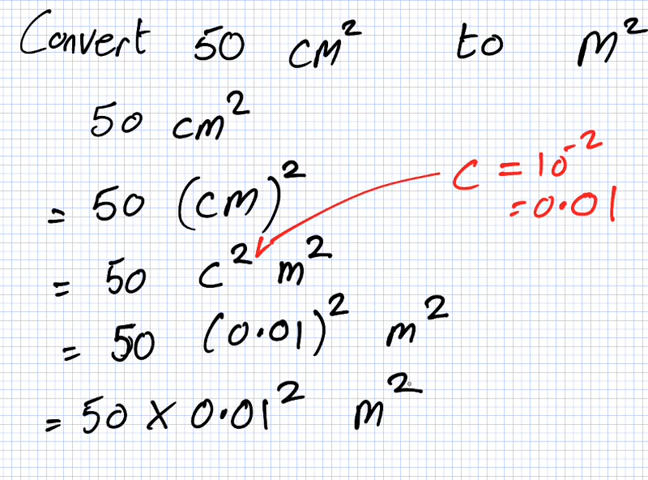 Convert 50 cm² to m²
50 cm²
= 50 (cm)²
c = 10⁻²
= 0.01
= 50 c² m²
= 50 (0.01)² m²
= 50 × 0.01² m²